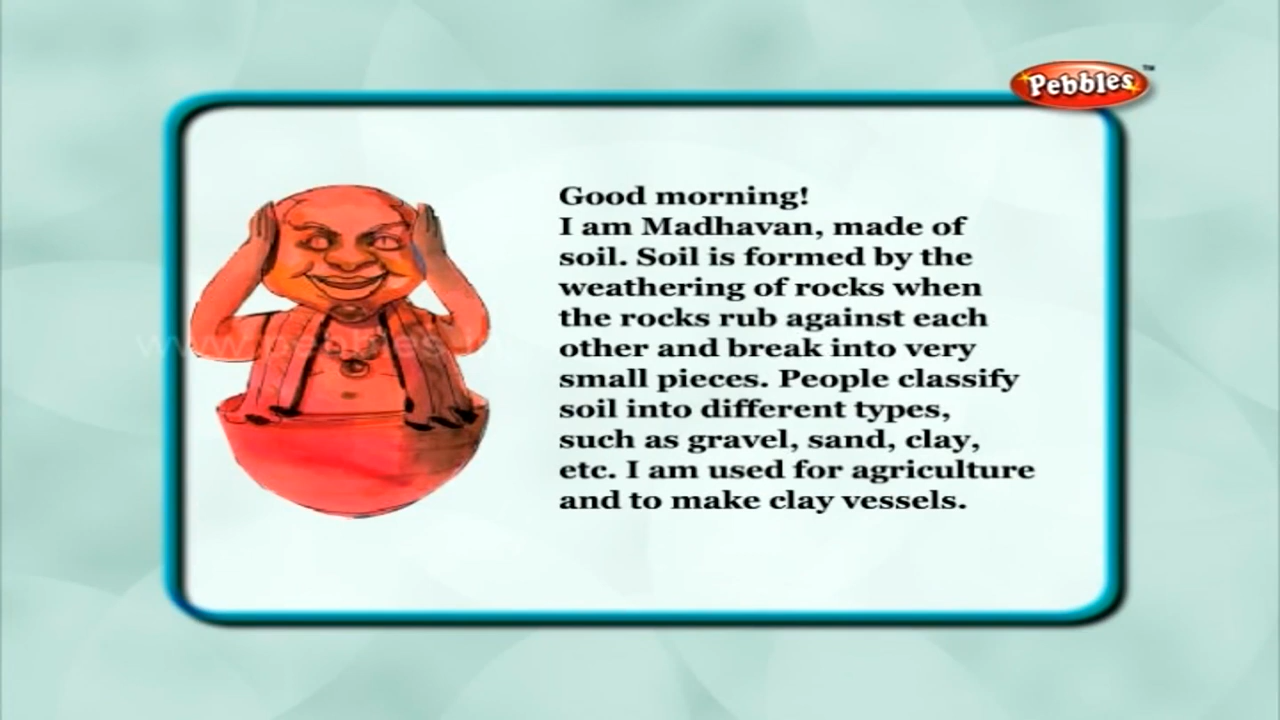 Pebbles™
Good morning!
I am Madhavan, made of
soil. Soil is formed by the
weathering of rocks when
the rocks rub against each
other and break into very
small pieces. People classify
soil into different types,
such as gravel, sand, clay,
etc. I am used for agriculture
and to make clay vessels.